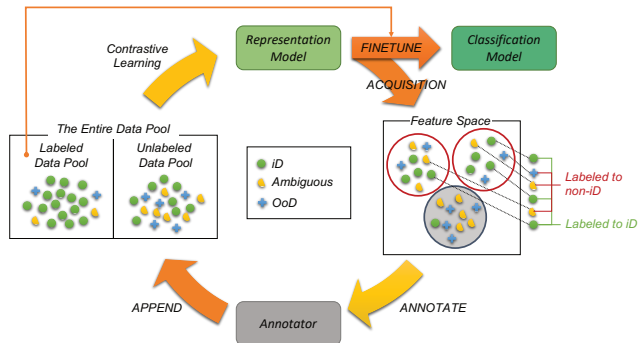 Contrastive
Learning
Representation
Model
FINETUNE
Classification
Model
ACQUISITION
The Entire Data Pool
Labeled
Data Pool
Unlabeled
Data Pool
iD
Ambiguous
OoD
Feature Space
Labeled to
non-iD
Labeled to iD
APPEND
Annotator
ANNOTATE